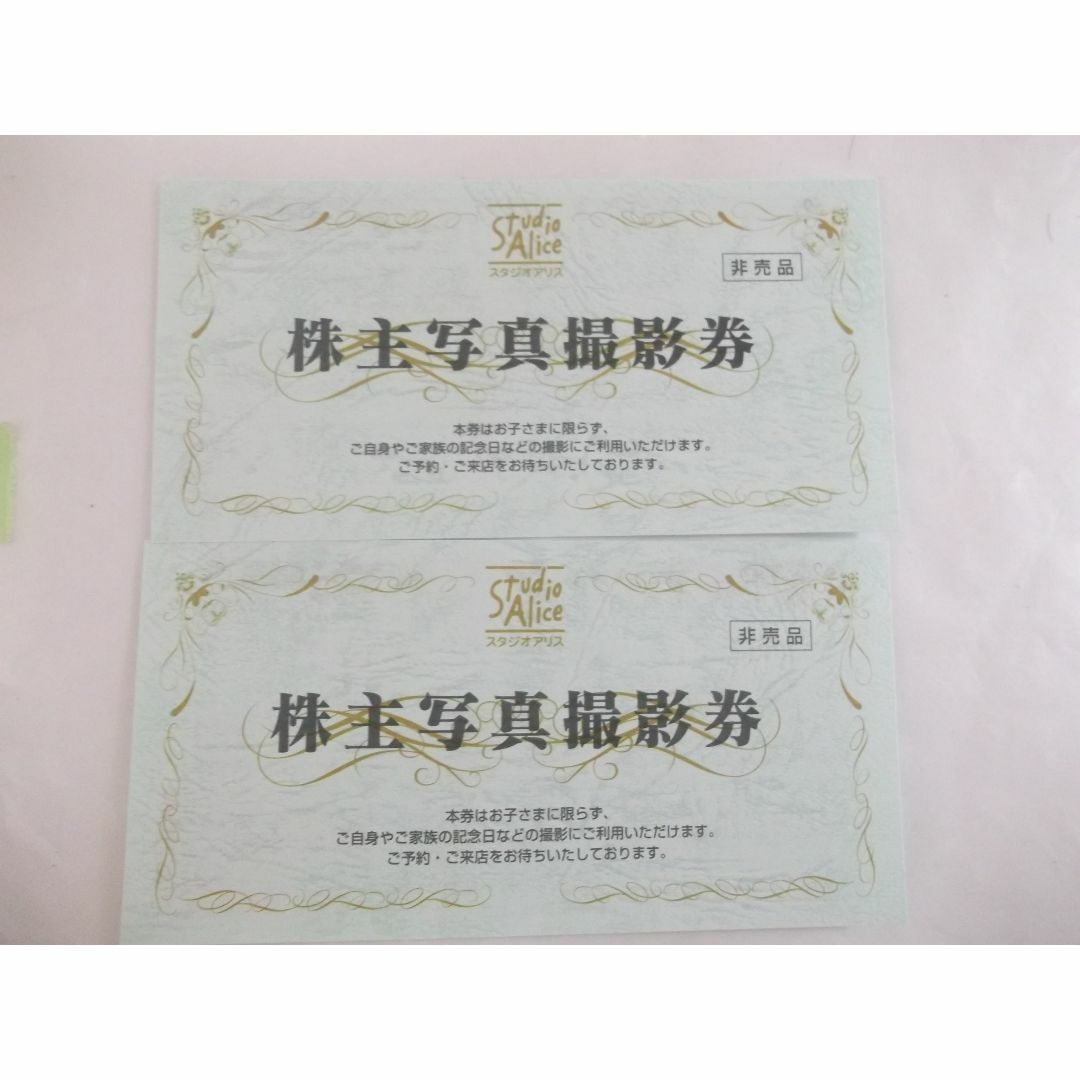 Studio
Alice
スタジオアリス
非売品
株主写真撮影券
本券はお子さまに限らず、
ご自身やご家族の記念日などの撮影にご利用いただけます。
ご予約・ご来店をお待ちいたしております。
Studio
Alice
スタジオアリス
非売品
株主写真撮影券
本券はお子さまに限らず、
ご自身やご家族の記念日などの撮影にご利用いただけます。
ご予約・ご来店をお待ちいたしております。